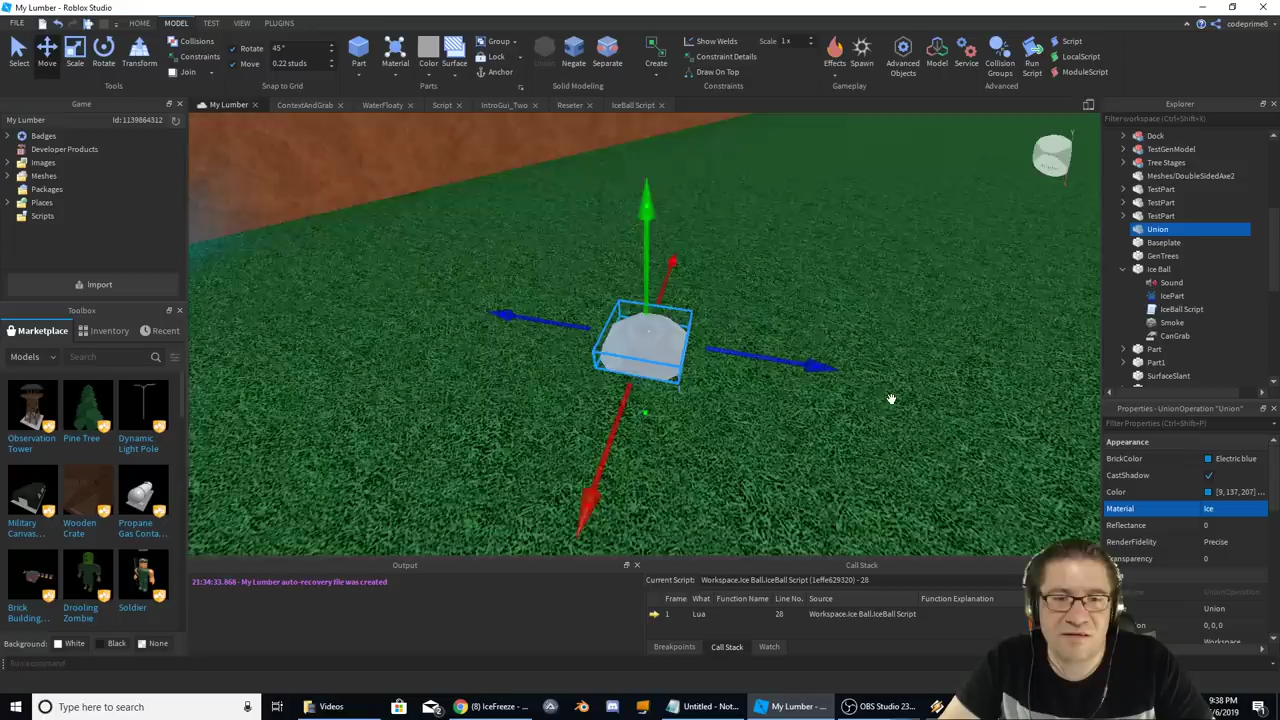 My Lumber - Roblox Studio
FILE HOME MODEL TEST VIEW PLUGINS codeprime8
Select Move Scale Rotate Transform
Collisions
Constraints
Join
Tools
Rotate 45°
Move 0.22 studs
Snap to Grid
Part Material Color Surface
Group
Lock
Anchor
Parts
Union Negate Separate
Solid Modeling
Create
Show Welds Scale 1x
Constraint Details
Draw On Top
Constraints
Effects Spawn
Gameplay
Advanced Objects Model Service Collision Groups Run Script
Script
LocalScript
ModuleScript
Advanced
Game
My Lumber Id:1139864312
Badges
Developer Products
Images
Meshes
Packages
Places
Scripts
Import
Toolbox
Marketplace Inventory Recent
Models Search
Observation Tower
Pine Tree
Dynamic Light Pole
Military Canvas...
Wooden Crate
Propane Gas Conta...
Brick Building...
Drooling Zombie
Soldier
Background: White Black None
Run a command
My Lumber ContextAndGrab WaterFloaty Script IntroGui_Two Reseter IceBall Script
Output
21:34:33.868 - My Lumber auto-recovery file was created
Call Stack
Current Script: Workspace.Ice Ball.IceBall Script (1effe629320) - 28
Frame What Function Name Line No. Source Function Explanation
1 Lua 28 Workspace.Ice Ball.IceBall Script
Breakpoints Call Stack Watch
Explorer
Filter workspace (Ctrl+Shift+X)
Dock
TestGenModel
Tree Stages
Meshes/DoubleSidedAxe2
TestPart
TestPart
TestPart
Union
Baseplate
GenTrees
Ice Ball
Sound
IcePart
IceBall Script
Smoke
CanGrab
Part
Part1
SurfaceSlant
Properties - UnionOperation "Union"
Filter Properties (Ctrl+Shift+P)
Appearance
BrickColor Electric blue
CastShadow
Color [9, 137, 207] ...
Material Ice
Reflectance 0
RenderFidelity Precise
Transparency 0
UnionOperation
Union
0, 0, 0
Workspace
Type here to search
Videos
(8) IceFreeze - ...
Untitled - Not...
My Lumber - ...
OBS Studio 23...
9:38 PM